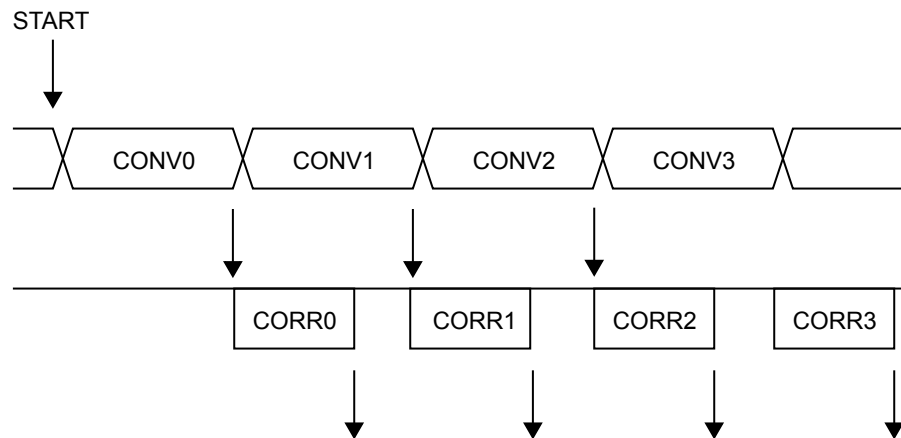 START
CONV0 CONV1 CONV2 CONV3
CORR0 CORR1 CORR2 CORR3